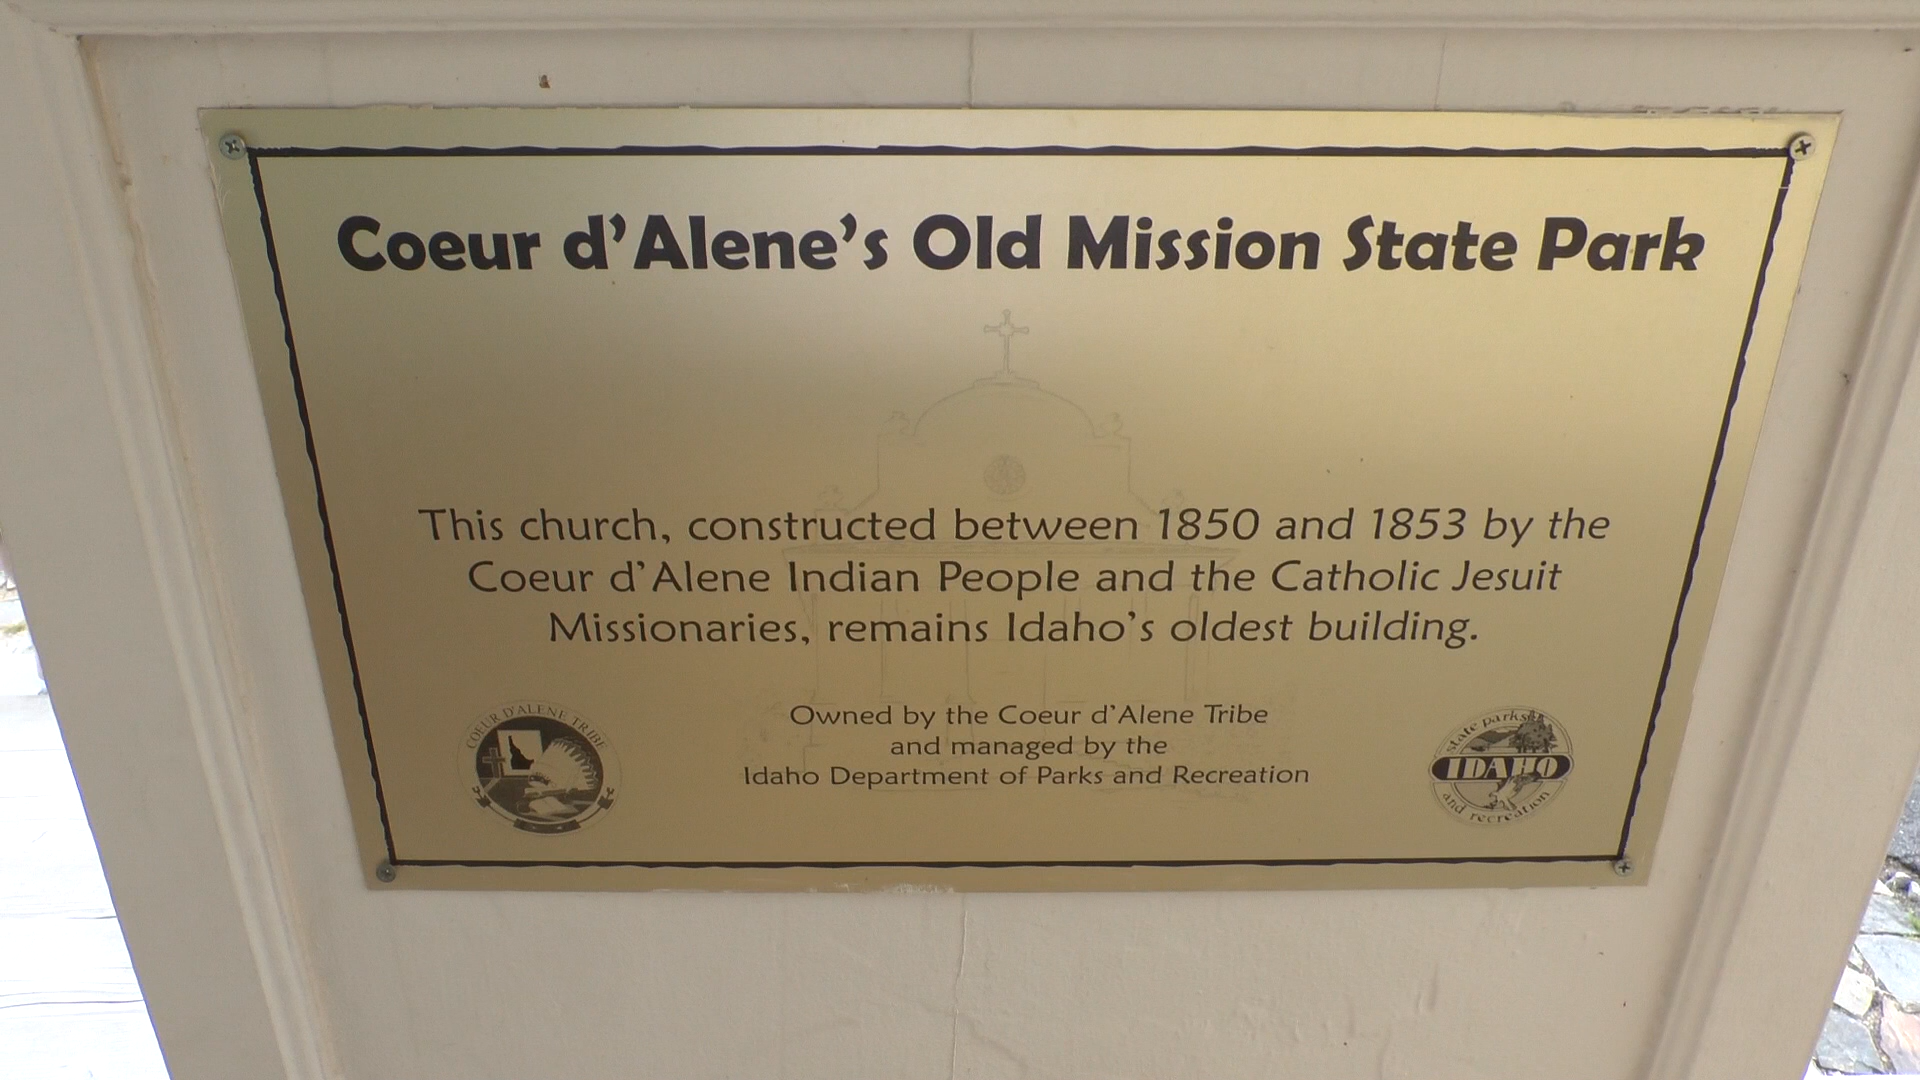 Coeur d'Alene's Old Mission State Park
This church, constructed between 1850 and 1853 by the
Coeur d'Alene Indian People and the Catholic Jesuit
Missionaries, remains Idaho's oldest building.
Owned by the Coeur d'Alene Tribe
and managed by the
Idaho Department of Parks and Recreation
COEUR D'ALENE TRIBE
state parks
IDAHO
and recreation